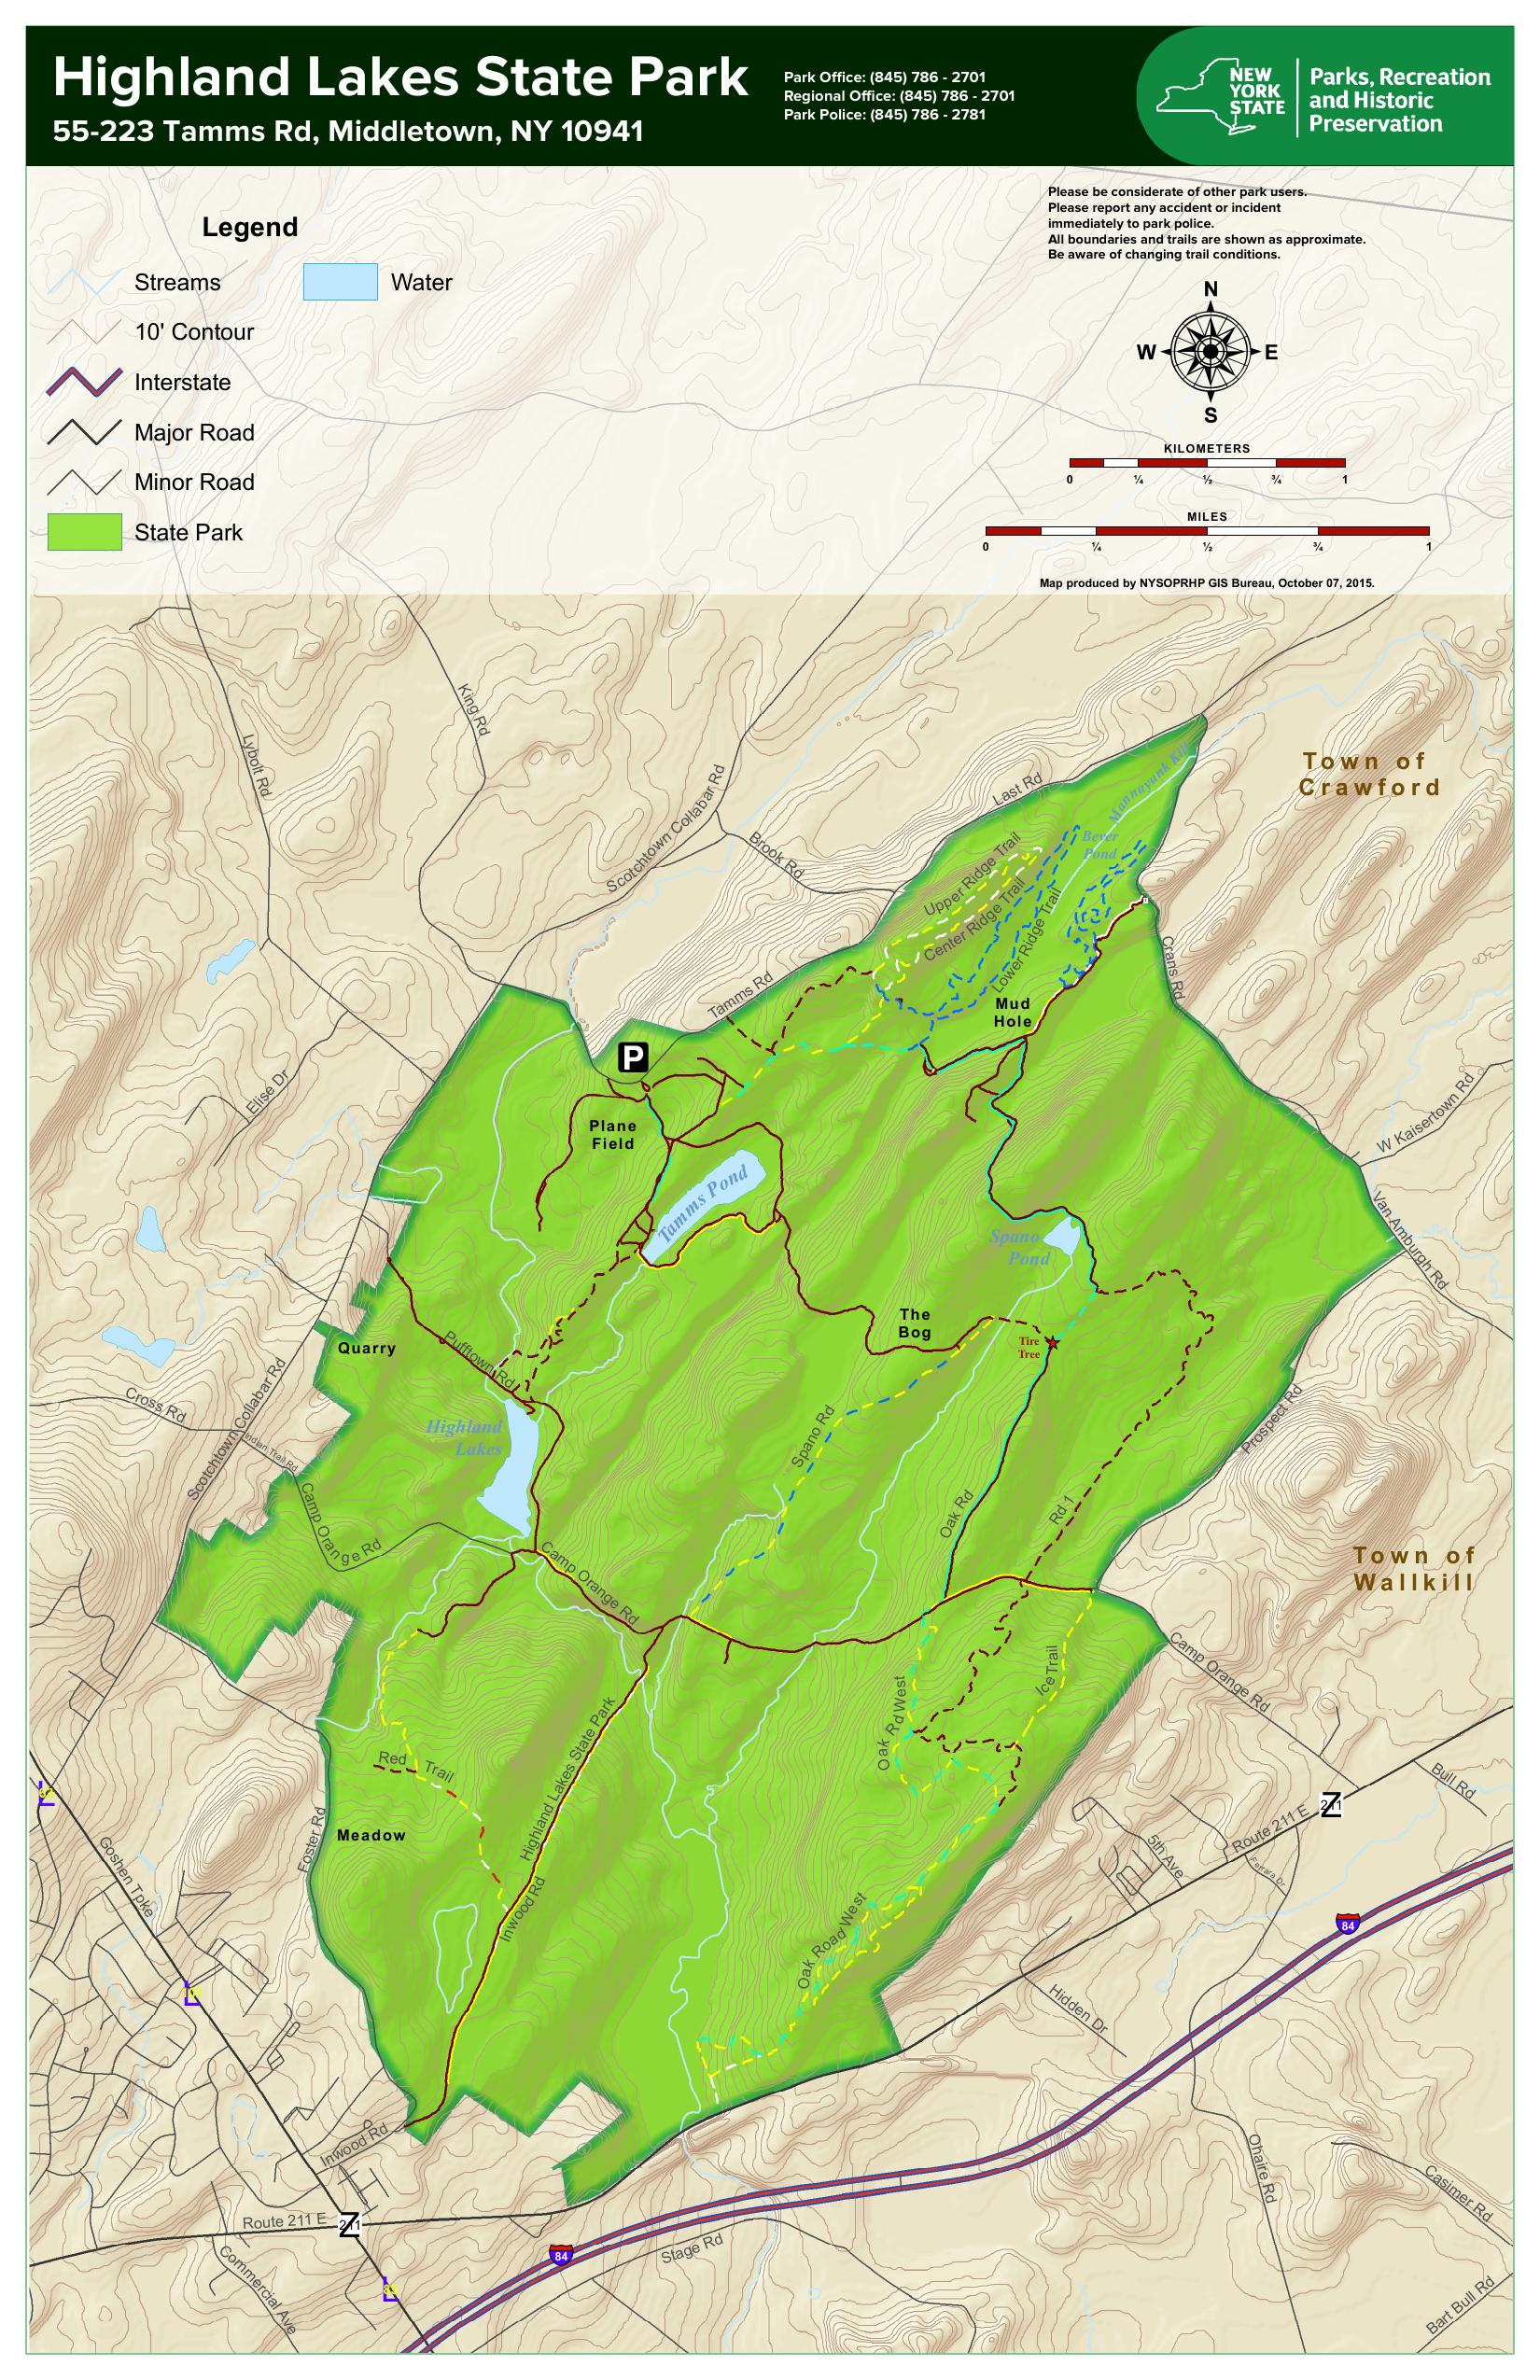 Highland Lakes State Park
55-223 Tamms Rd, Middletown, NY 10941
Park Office: (845) 786 - 2701
Regional Office: (845) 786 - 2701
Park Police: (845) 786 - 2781
NEW
YORK
STATE
Parks, Recreation
and Historic
Preservation
Legend
Streams
Water
10' Contour
Interstate
Major Road
Minor Road
State Park
Please be considerate of other park users.
Please report any accident or incident
immediately to park police.
All boundaries and trails are shown as approximate.
Be aware of changing trail conditions.
N
W
E
S
KILOMETERS
0 ¼ ½ ¾ 1
MILES
0 ¼ ½ ¾ 1
Map produced by NYSOPRHP GIS Bureau, October 07, 2015.
King Rd
Lybolt Rd
Scotchtown Collabar Rd
Brook Rd
Last Rd
Mannayunk Kill
Town of
Crawford
Bever
Pond
Upper Ridge Trail
Center Ridge Trail
Lower Ridge Trail
Crans Rd
Mud
Hole
Tamms Rd
P
Elise Dr
Plane
Field
Tamms Pond
W Kaisertown Rd
Van Amburgh Rd
Spano
Pond
The
Bog
Tire
Tree
Quarry
Pufftown Rd
Cross Rd
Scotchtown Collabar Rd
Indian Trail Rd
Highland
Lakes
Spano Rd
Prospect Rd
Camp Orange Rd
Oak Rd
Rd 1
Camp Orange Rd
Town of
Wallkill
Camp Orange Rd
Ice Trail
Oak Rd West
Red Trail
Highland Lakes State Park
Meadow
Foster Rd
Goshen Tpke
Inwood Rd
Oak Road West
Bull Rd
211
Route 211 E
5th Ave
Ferrara Dr
84
101
Hidden Dr
Inwood Rd
Route 211 E
211
84
Stage Rd
Commercial Ave
Ohaire Rd
Casimer Rd
Bart Bull Rd